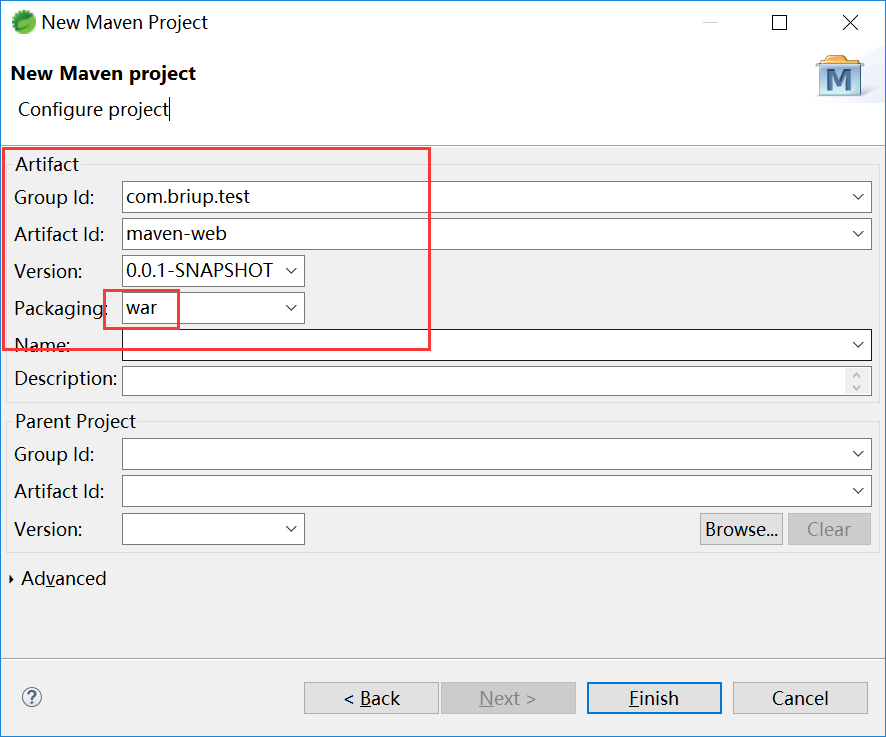 New Maven Project
New Maven project
Configure project
Artifact
Group Id: com.briup.test
Artifact Id: maven-web
Version: 0.0.1-SNAPSHOT
Packaging: war
Name:
Description:
Parent Project
Group Id:
Artifact Id:
Version:
Browse... Clear
Advanced
? < Back Next > Finish Cancel